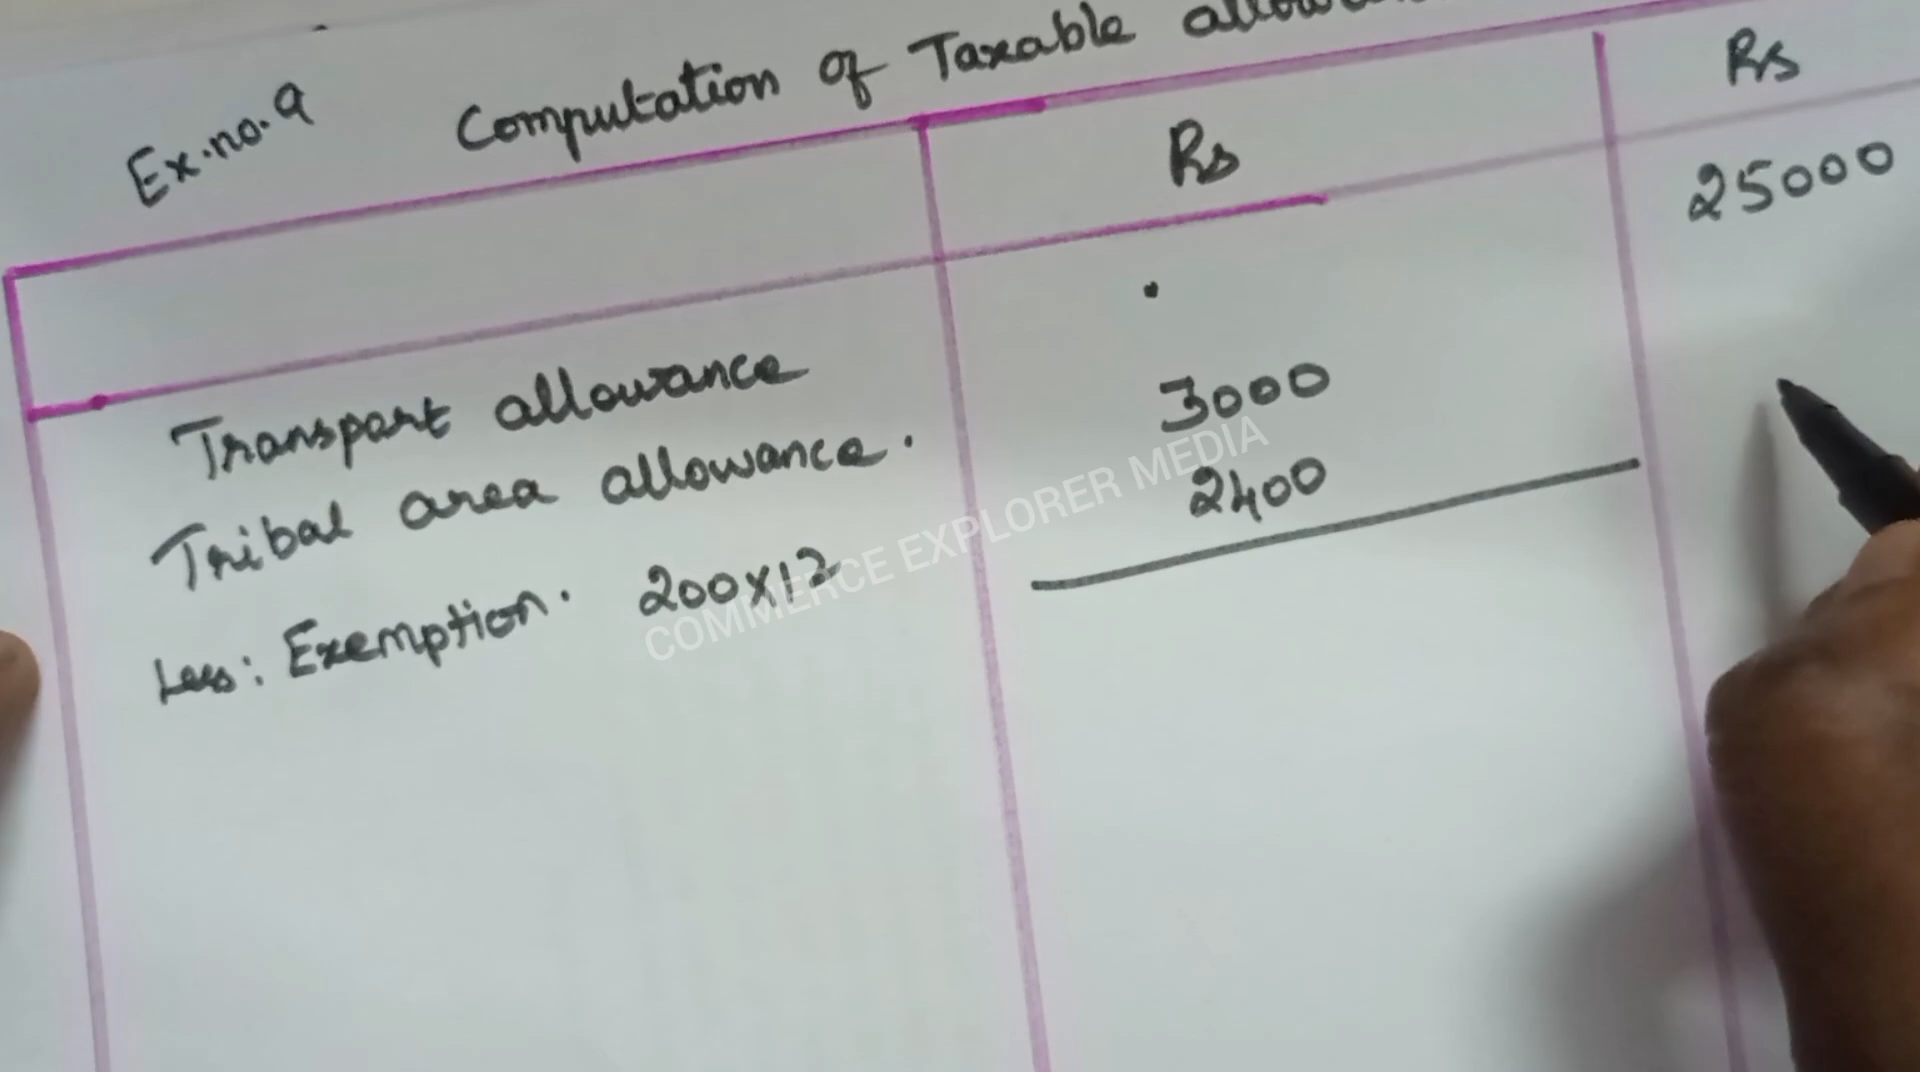 Ex.no.9 Computation of Taxable
Rs Rs
Transport allowance 25000
Tribal area allowance. 3000
Less: Exemption. 200x12 2400
COMMERCE EXPLORER MEDIA